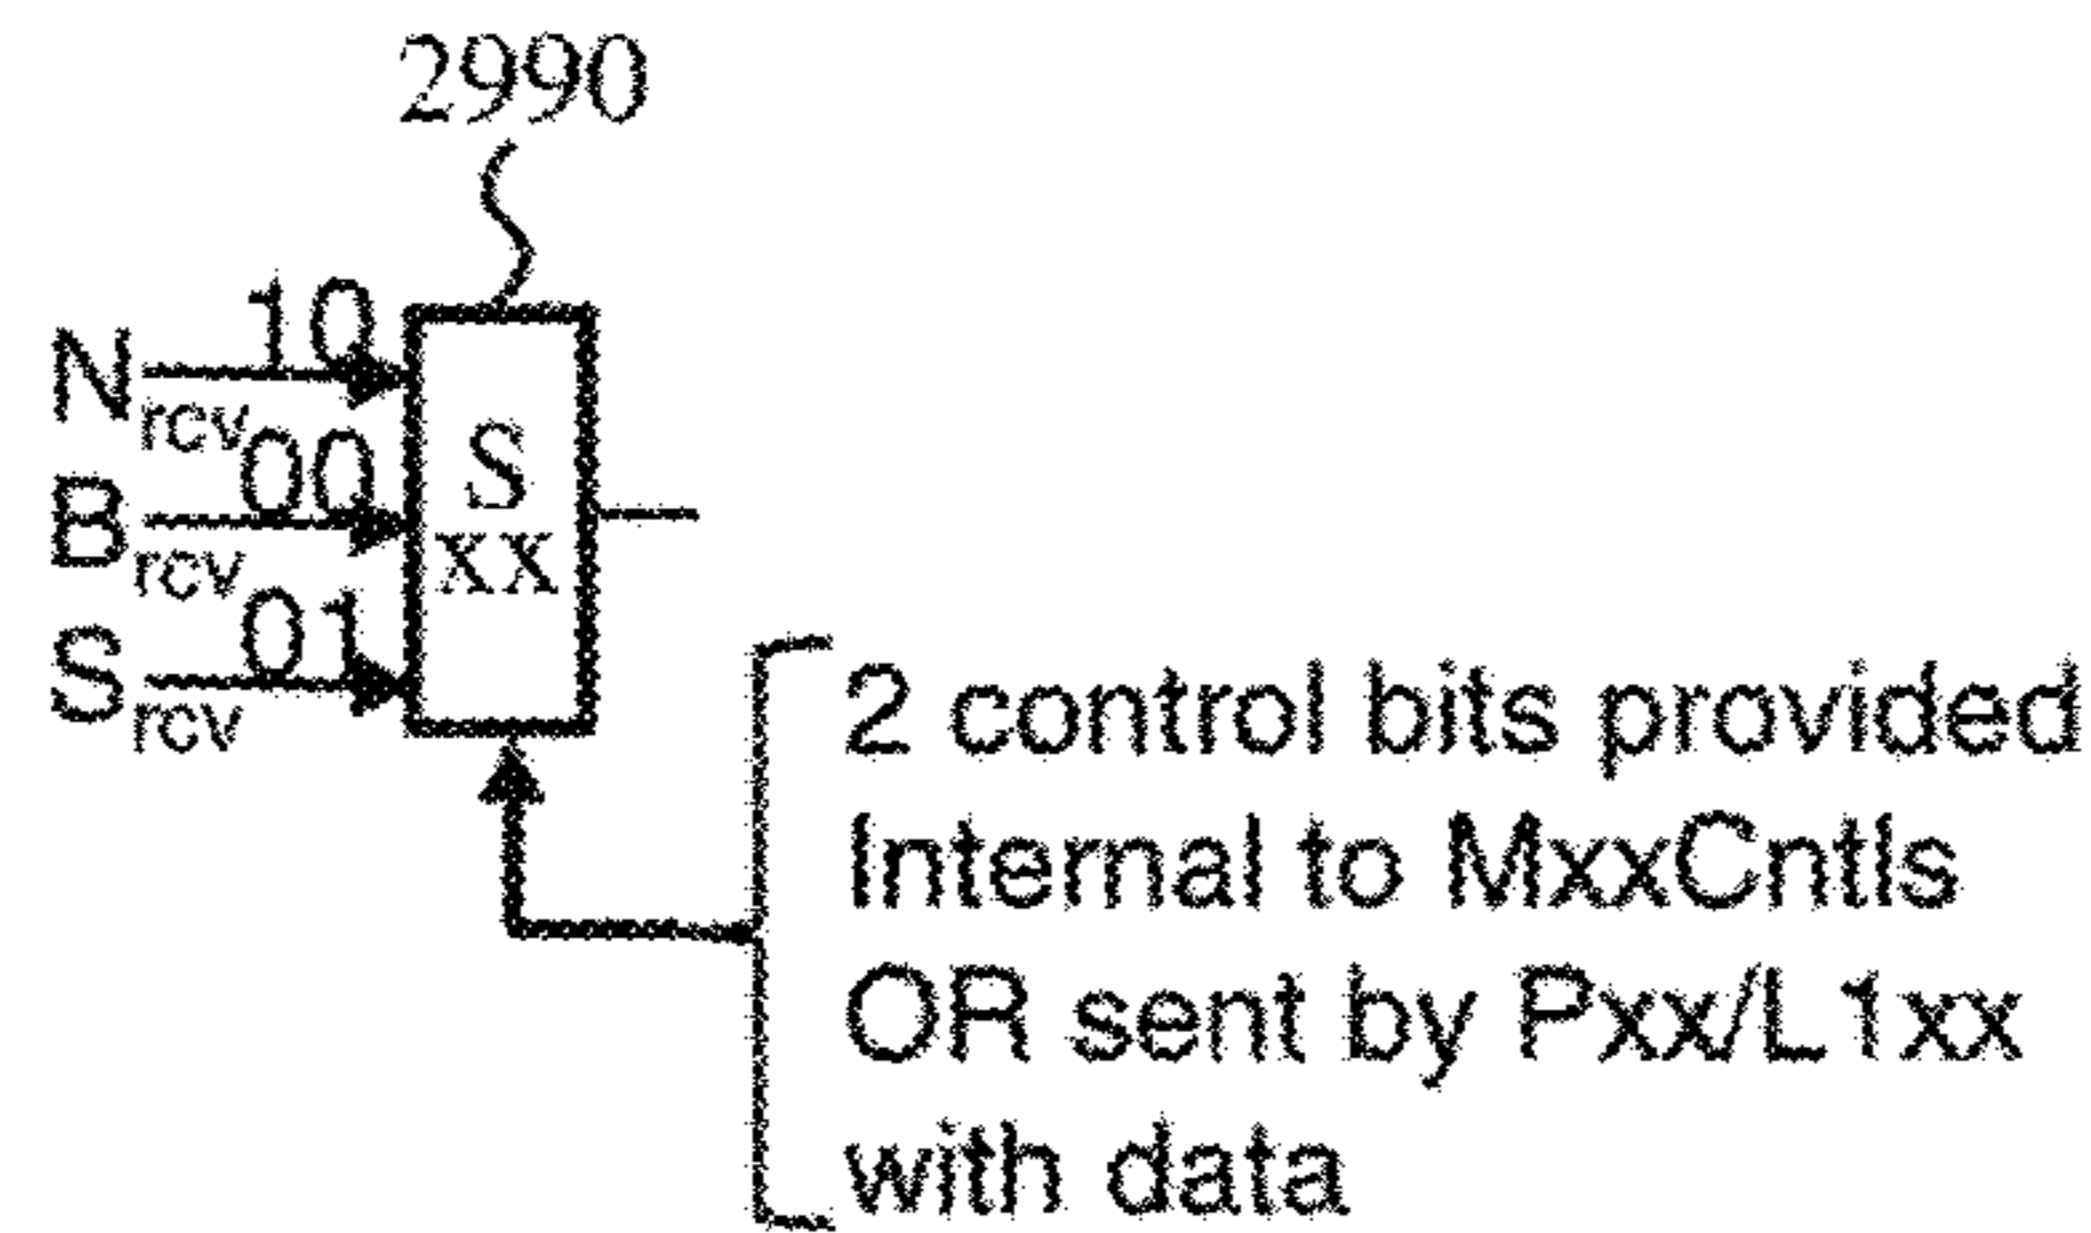 2990
10
N rcv
00
B rcv
01
S rcv
S
xx
2 control bits provided
Internal to MxxCntls
OR sent by Pxx/L1xx
with data